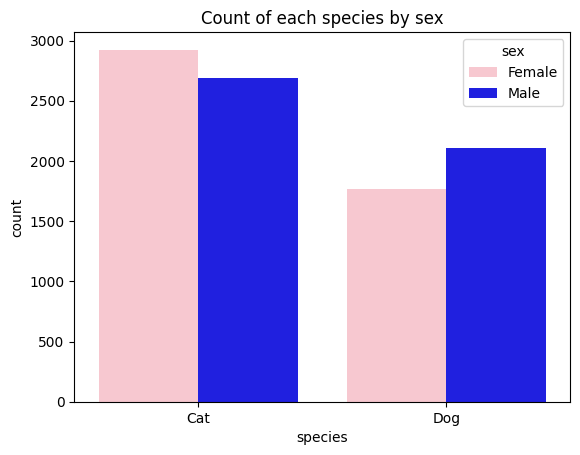 Count of each species by sex
sex
Female
Male
3000
2500
2000
1500
1000
500
0
count
Cat
Dog
species